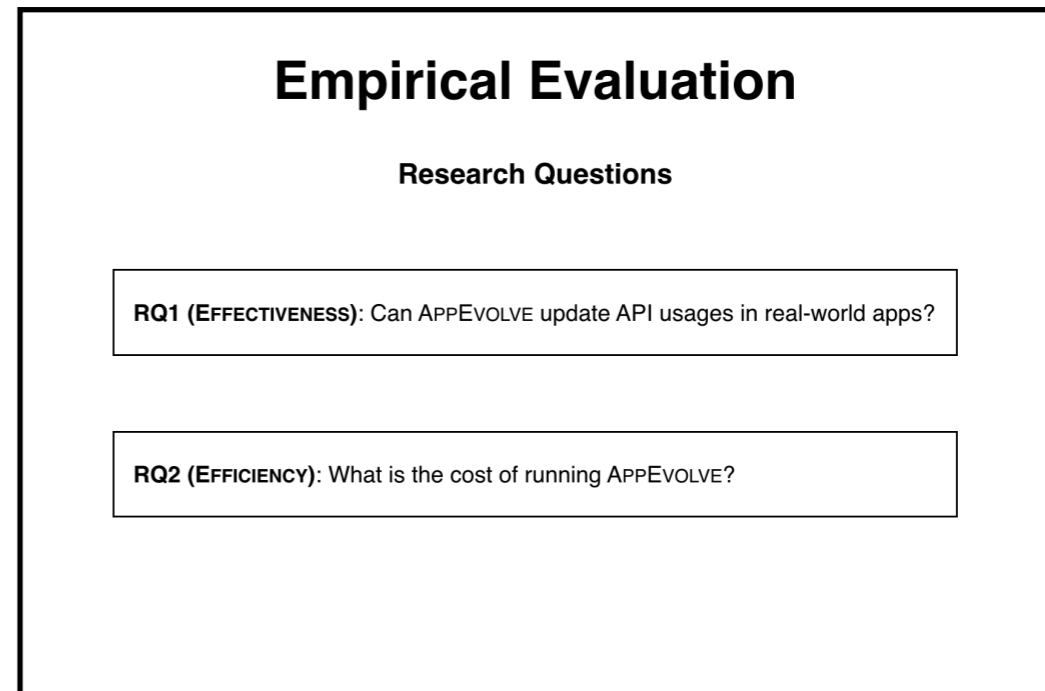 Empirical Evaluation
Research Questions
RQ1 (EFFECTIVENESS): Can APPEVOLVE update API usages in real-world apps?
RQ2 (EFFICIENCY): What is the cost of running APPEVOLVE?